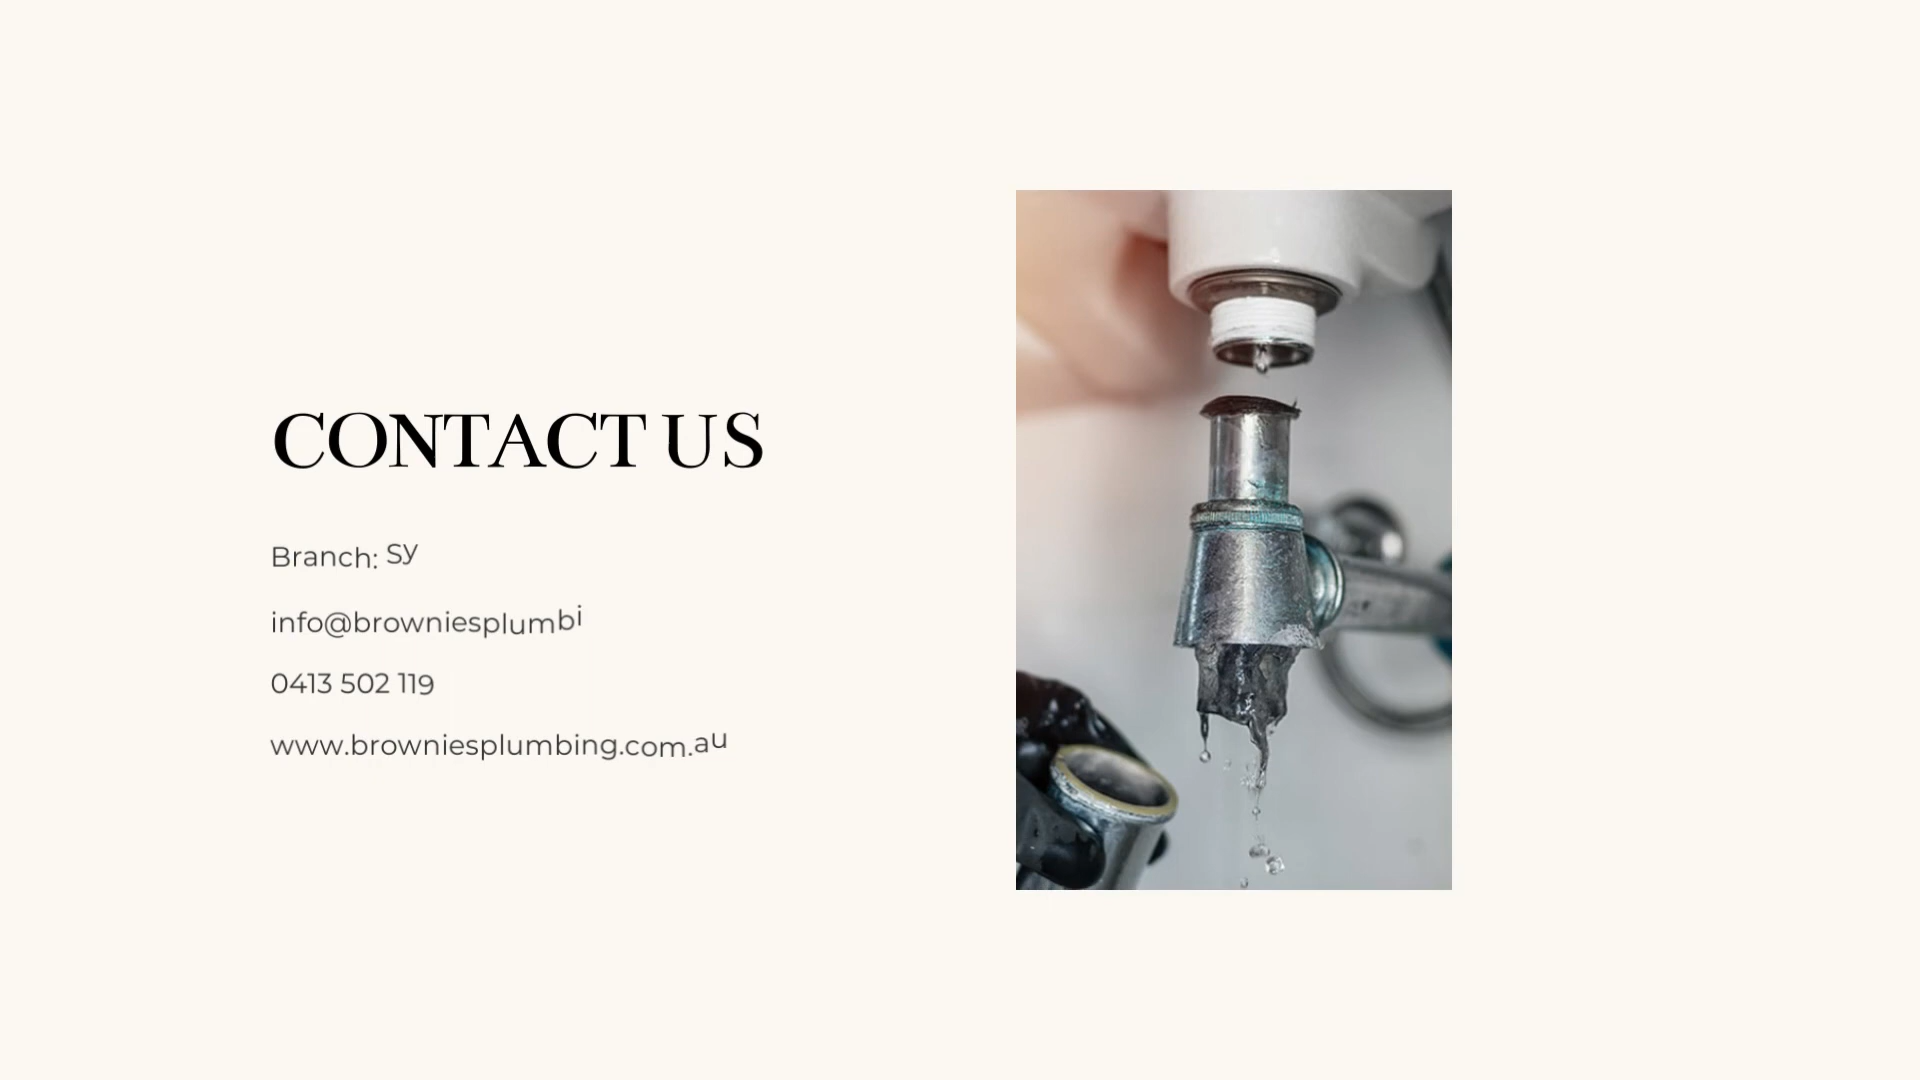 CONTACT US
Branch: Sy
info@browniesplumbi
0413 502 119
www.browniesplumbing.com.au